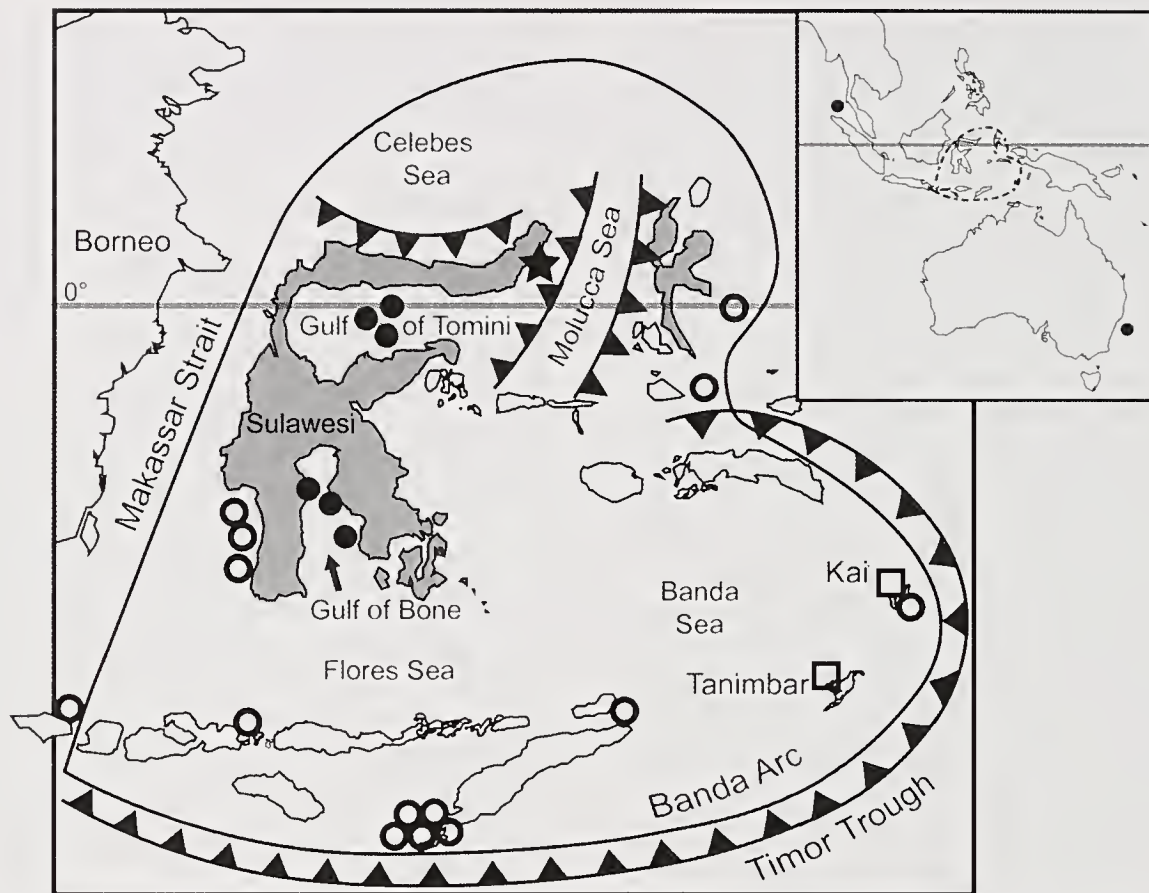 Celebes
Sea
Borneo
0°
Molucca Sea
Gulf of Tomini
Makassar Strait
Sulawesi
Kai
Banda
Sea
Gulf of Bone
Flores Sea
Tanimbar
Banda Arc
Timor Trough